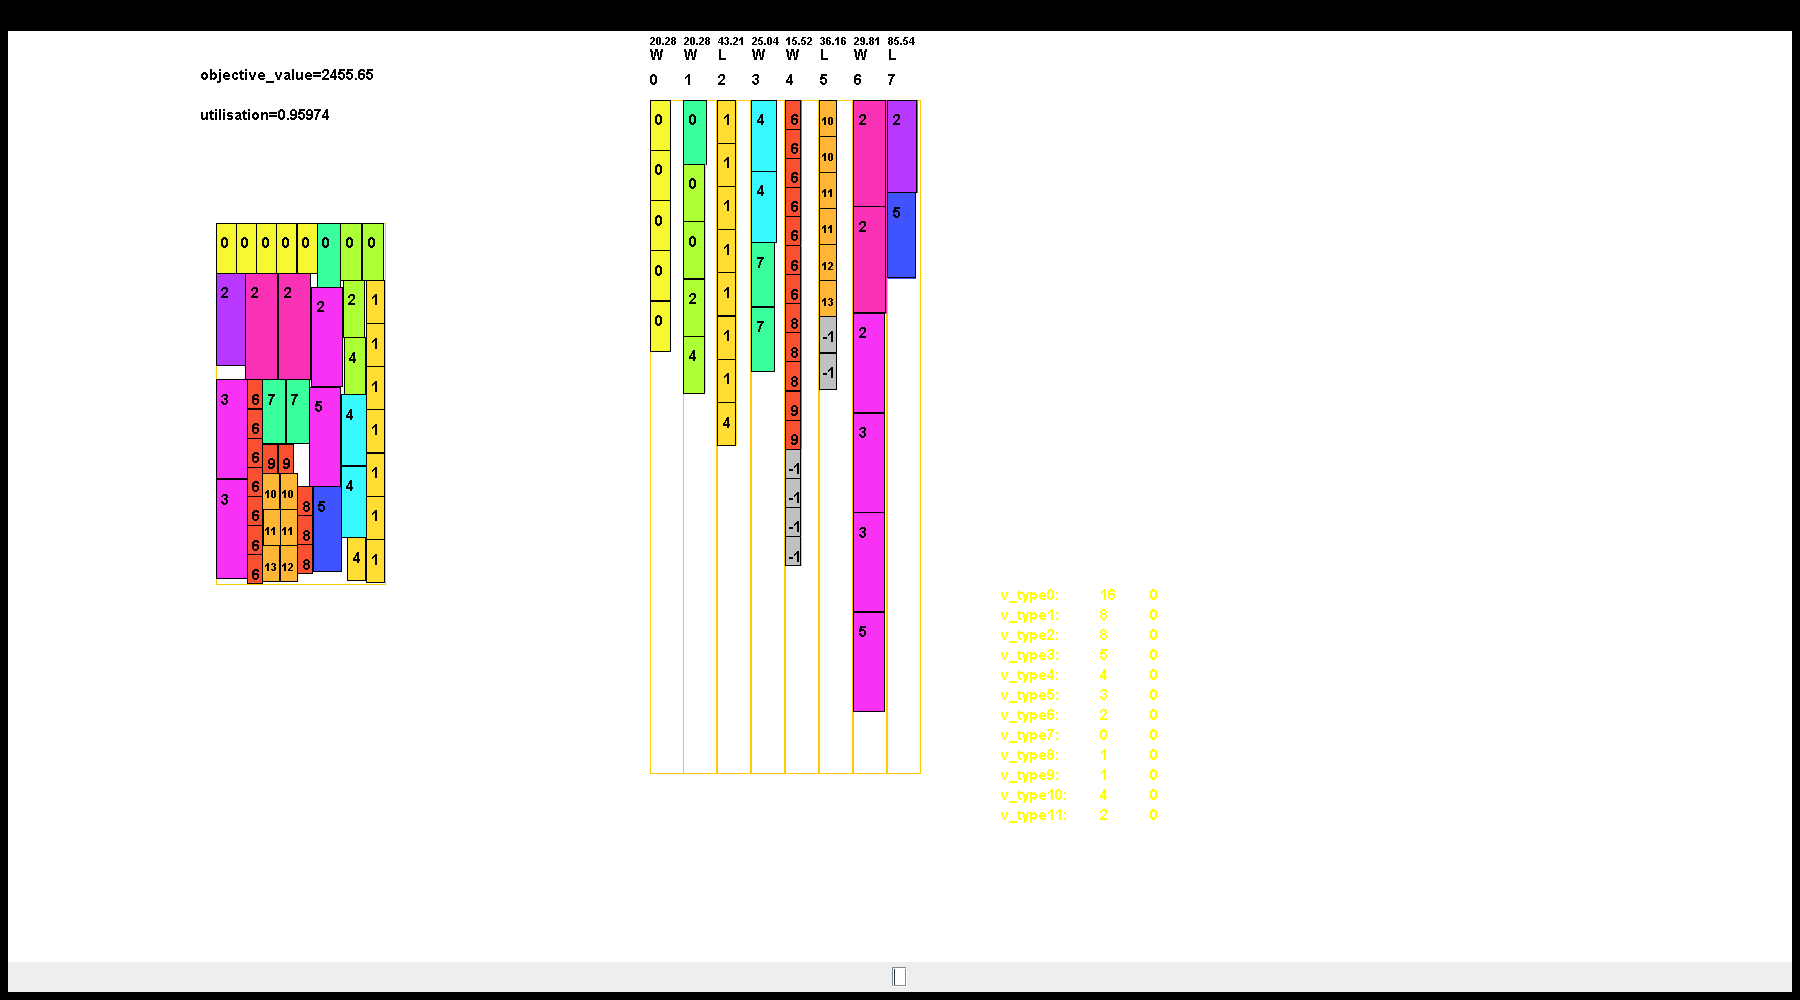 20.28 20.28 43.21 25.04 15.52 36.16 29.81 85.54
W W L W W L W L
0 1 2 3 4 5 6 7
objective_value=2455.65
utilisation=0.95974
0 0 0 0 0 0 0 0
2 2 2 2 2 1
1
4
1
3 6 7 7 5 4
6 1
6 9 9 1
3 6 10 10 8 5 4
6 11 11 8 1
6 13 12 8 4 1
6
0 0 0 0 0
0 0 0 2 4
1 1 1 1 1 1 1 4
4 4 7 7
6 6 6 6 6 6 6 8 8 8 9 9 -1 -1 -1 -1
10 10 11 11 12 13 -1 -1
2 2 2 3 3 5
2 5
v_type0: 16 0
v_type1: 8 0
v_type2: 8 0
v_type3: 5 0
v_type4: 4 0
v_type5: 3 0
v_type6: 2 0
v_type7: 0 0
v_type8: 1 0
v_type9: 1 0
v_type10: 4 0
v_type11: 2 0